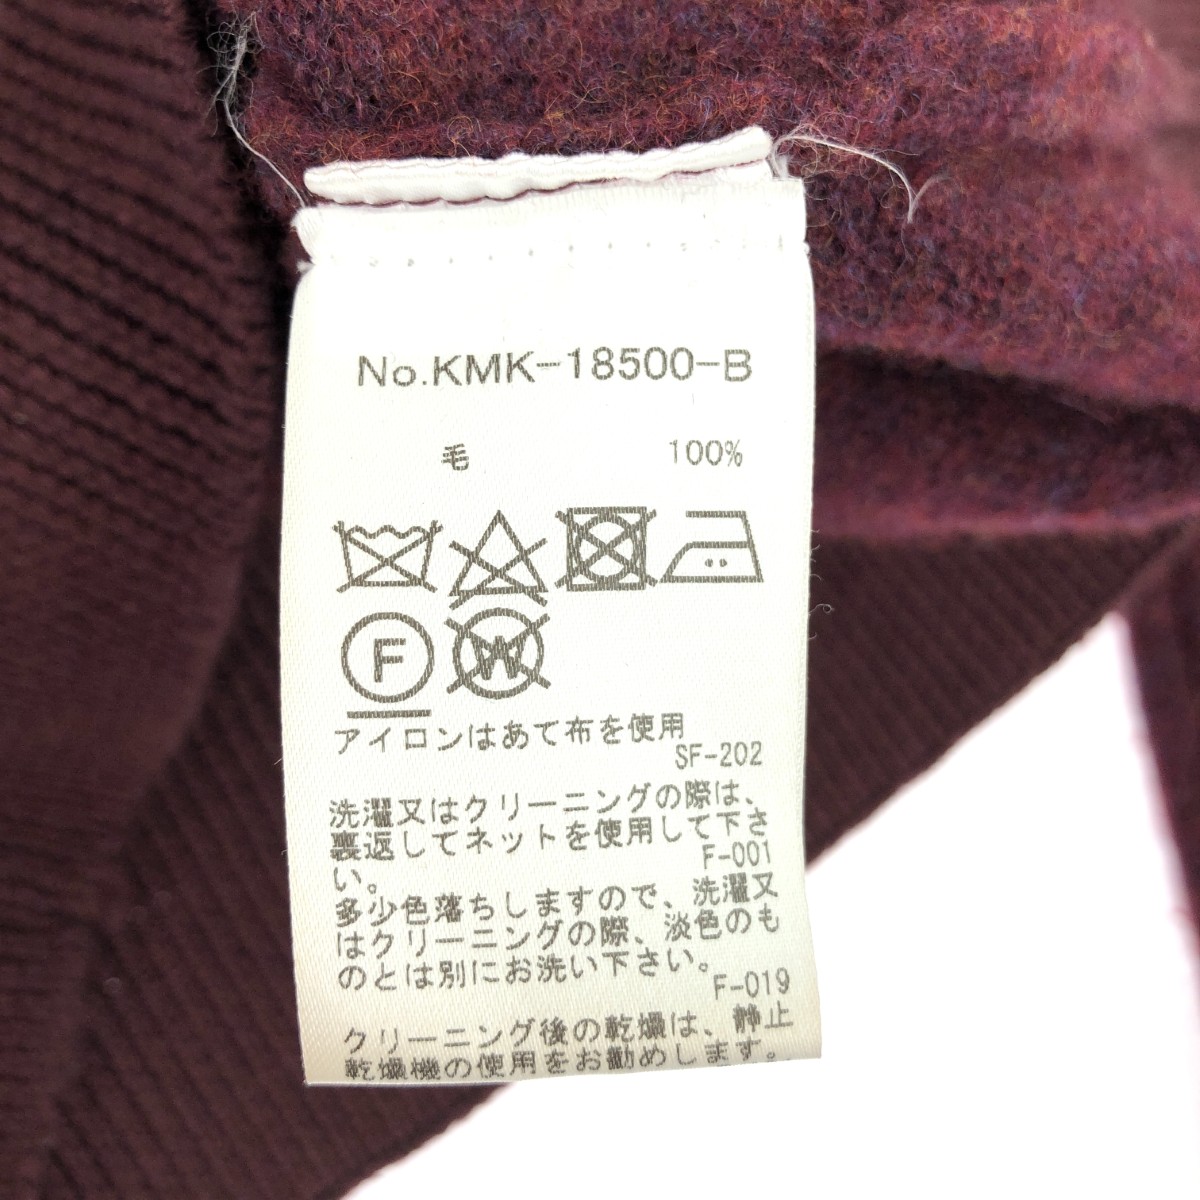 No.KMK-18500-B
毛 100%
F
W
アイロンはあて布を使用
SF-202
洗濯又はクリーニングの際は、
裏返してネットを使用して下さ
い。
F-001
多少色落ちしますので、洗濯又
はクリーニングの際、淡色のも
のとは別にお洗い下さい。
F-019
クリーニング後の乾燥は、静止
乾燥機の使用をお勧めします。